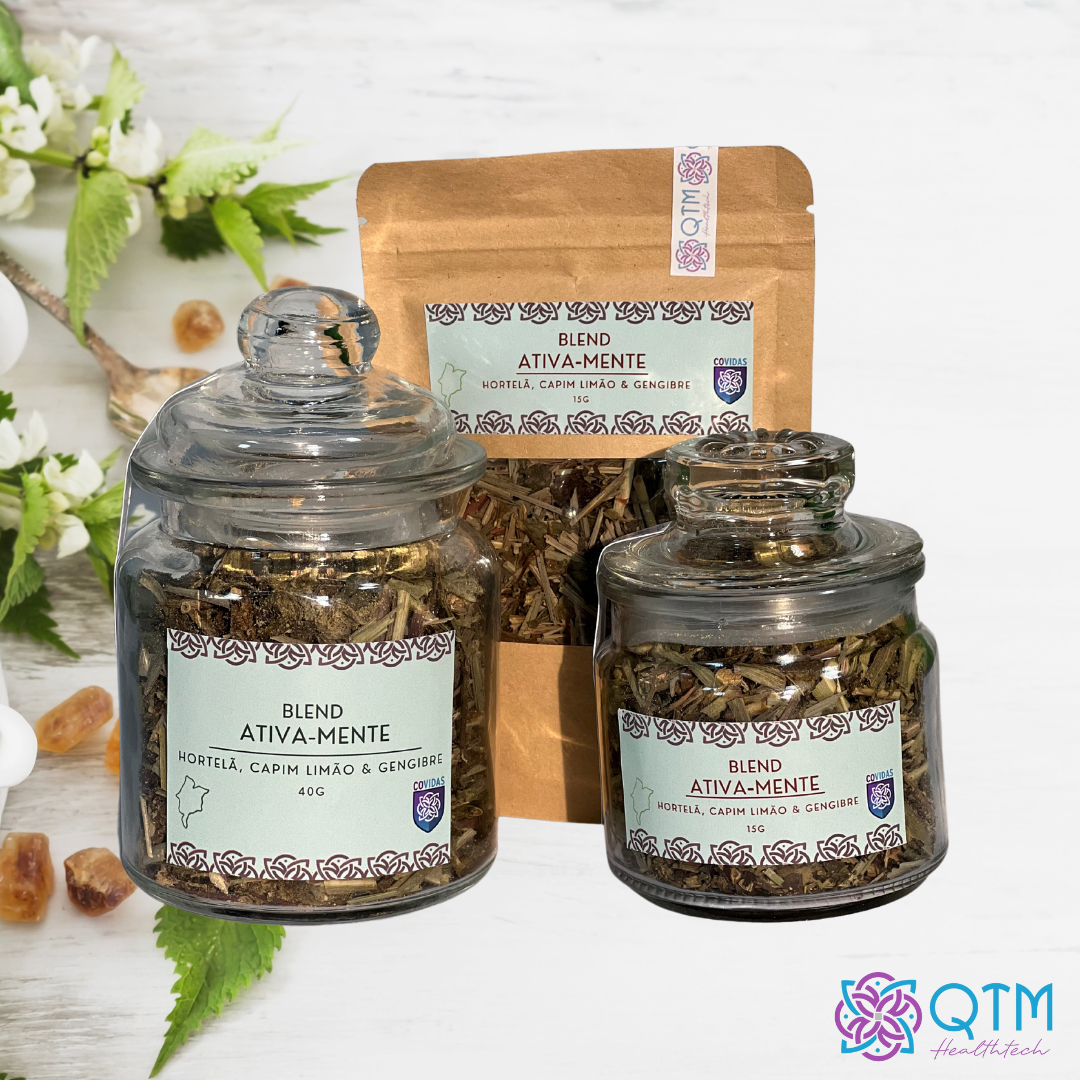 QTM
Healthtech
BLEND
ATIVA-MENTE
HORTELÃ, CAPIM LIMÃO & GENGIBRE
15G
COVIDAS
BLEND
ATIVA-MENTE
HORTELÃ, CAPIM LIMÃO & GENGIBRE
40G
COVIDAS
BLEND
ATIVA-MENTE
HORTELÃ, CAPIM LIMÃO & GENGIBRE
15G
COVIDAS
QTM
Healthtech